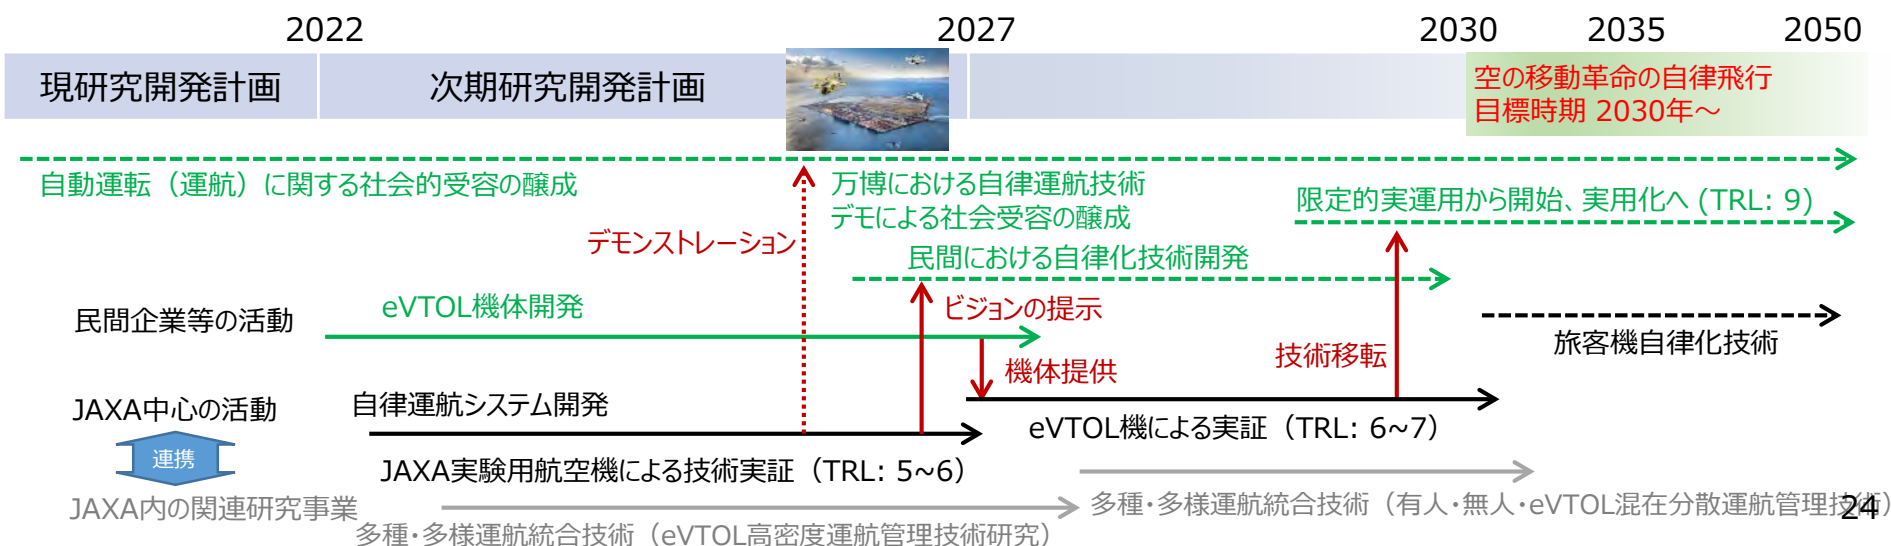 2022
2027
2030
2035
2050
現研究開発計画
次期研究開発計画
空の移動革命の自律飛行
目標時期 2030年～
自動運転（運航）に関する社会的受容の醸成
万博における自律運航技術
デモによる社会受容の醸成
限定的実運用から開始、実用化へ (TRL: 9)
デモンストレーション
民間における自律化技術開発
民間企業等の活動
eVTOL機体開発
ビジョンの提示
機体提供
技術移転
旅客機自律化技術
JAXA中心の活動
自律運航システム開発
eVTOL機による実証（TRL: 6~7）
連携
JAXA実験用航空機による技術実証（TRL: 5~6）
JAXA内の関連研究事業
多種・多様運航統合技術（eVTOL高密度運航管理技術研究）
多種・多様運航統合技術（有人・無人・eVTOL混在分散運航管理技術）
24